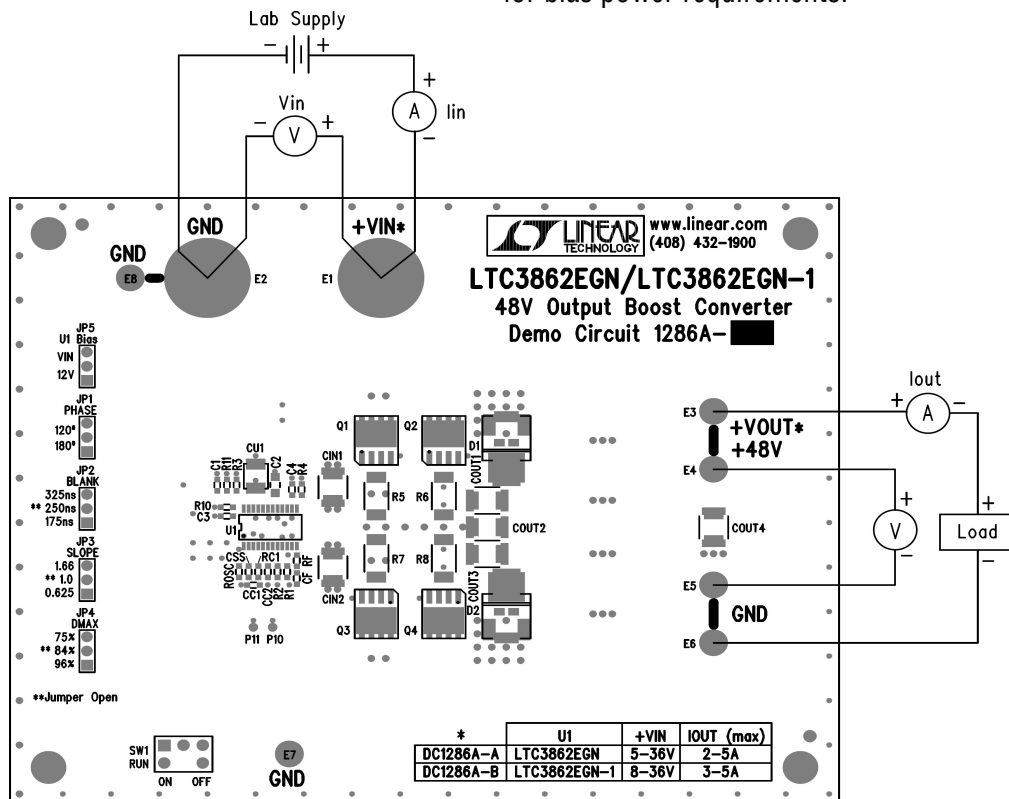 for bias power requirements.
Lab Supply
− +
Vin
− V +
+
A Iin
−
GND
+VIN*
GND
E8
E2
E1
LINEAR
TECHNOLOGY
www.linear.com
(408) 432-1900
LTC3862EGN/LTC3862EGN-1
48V Output Boost Converter
Demo Circuit 1286A-
JP5
U1 Bias
VIN
12V
JP1
PHASE
120°
180°
JP2
BLANK
325ns
** 250ns
175ns
JP3
SLOPE
1.66
** 1.0
0.625
JP4
DMAX
75%
** 84%
96%
**Jumper Open
C1
R11
R3
CU1
C2
C4
R4
R10
C3
U1
CIN1
Q1
Q2
D1
COUT1
R5
R6
COUT2
R7
R8
COUT3
D2
CSS
RC1
ROSC
CC1
CC2
R2
R1
CF
RF
CIN2
P11
P10
Q3
Q4
COUT4
Iout
+ A −
E3
+VOUT*
+48V
E4
+
V
−
+
Load
−
E5
GND
E6
SW1
RUN
ON OFF
E7
GND
* U1 +VIN IOUT (max)
DC1286A-A LTC3862EGN 5-36V 2-5A
DC1286A-B LTC3862EGN-1 8-36V 3-5A